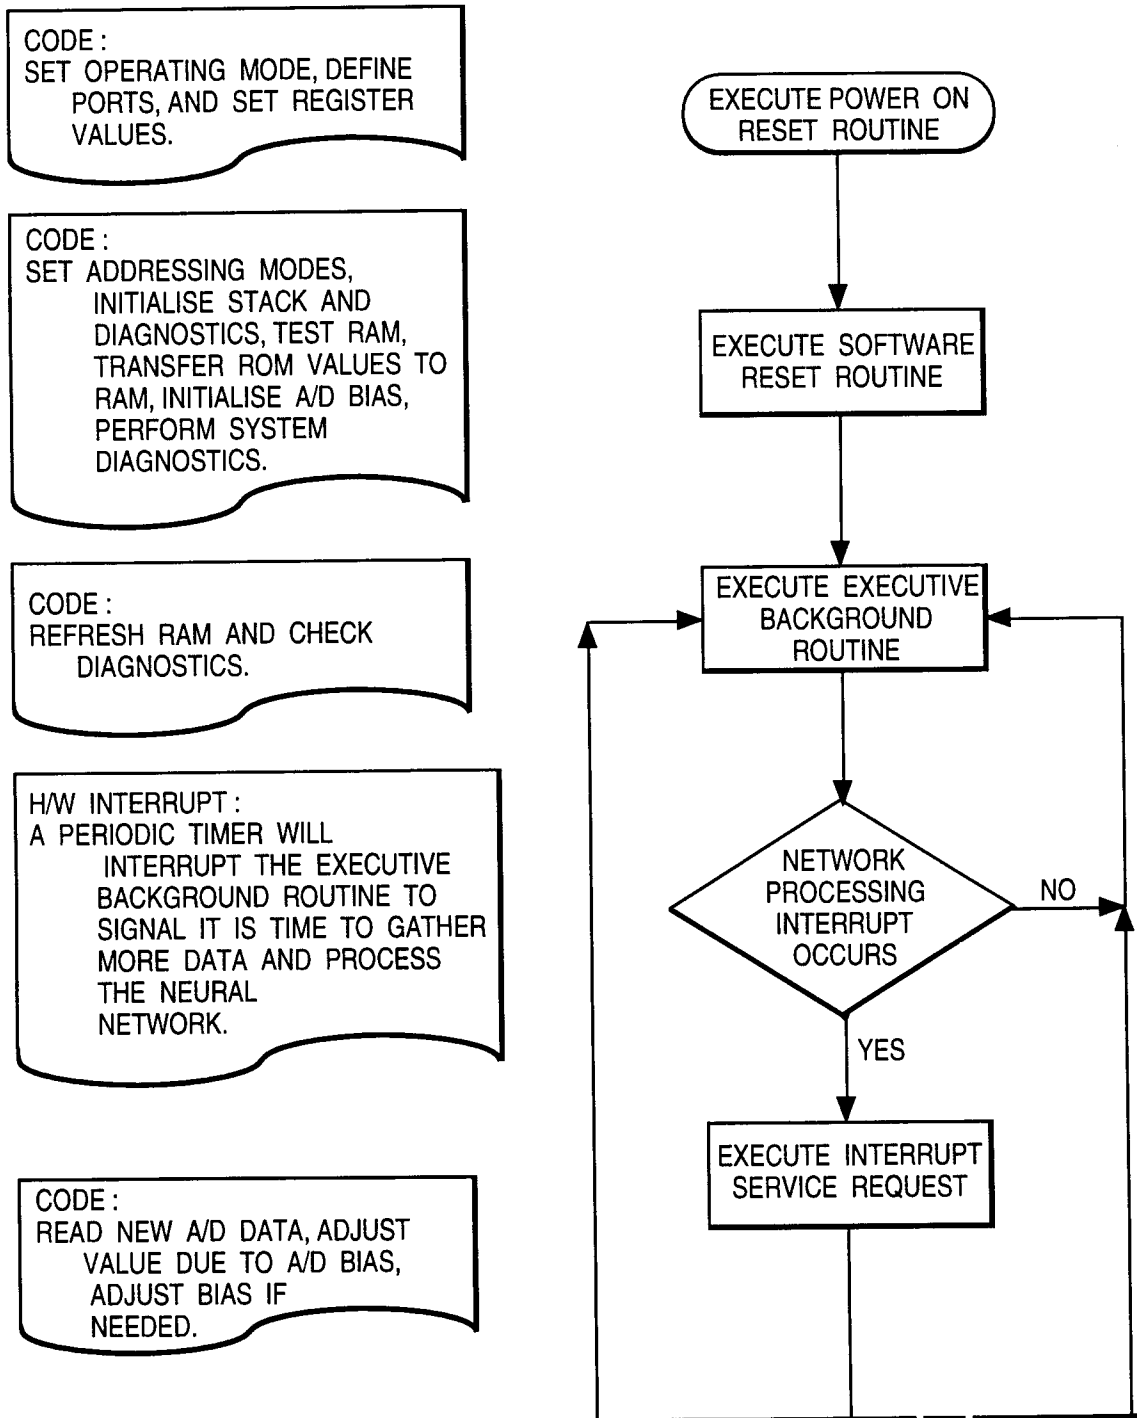 CODE :
SET OPERATING MODE, DEFINE
PORTS, AND SET REGISTER
VALUES.
EXECUTE POWER ON
RESET ROUTINE
CODE :
SET ADDRESSING MODES,
INITIALISE STACK AND
DIAGNOSTICS, TEST RAM,
TRANSFER ROM VALUES TO
RAM, INITIALISE A/D BIAS,
PERFORM SYSTEM
DIAGNOSTICS.
EXECUTE SOFTWARE
RESET ROUTINE
CODE :
REFRESH RAM AND CHECK
DIAGNOSTICS.
EXECUTE EXECUTIVE
BACKGROUND
ROUTINE
H/W INTERRUPT :
A PERIODIC TIMER WILL
INTERRUPT THE EXECUTIVE
BACKGROUND ROUTINE TO
SIGNAL IT IS TIME TO GATHER
MORE DATA AND PROCESS
THE NEURAL
NETWORK.
NETWORK
PROCESSING
INTERRUPT
OCCURS
NO
YES
CODE :
READ NEW A/D DATA, ADJUST
VALUE DUE TO A/D BIAS,
ADJUST BIAS IF
NEEDED.
EXECUTE INTERRUPT
SERVICE REQUEST